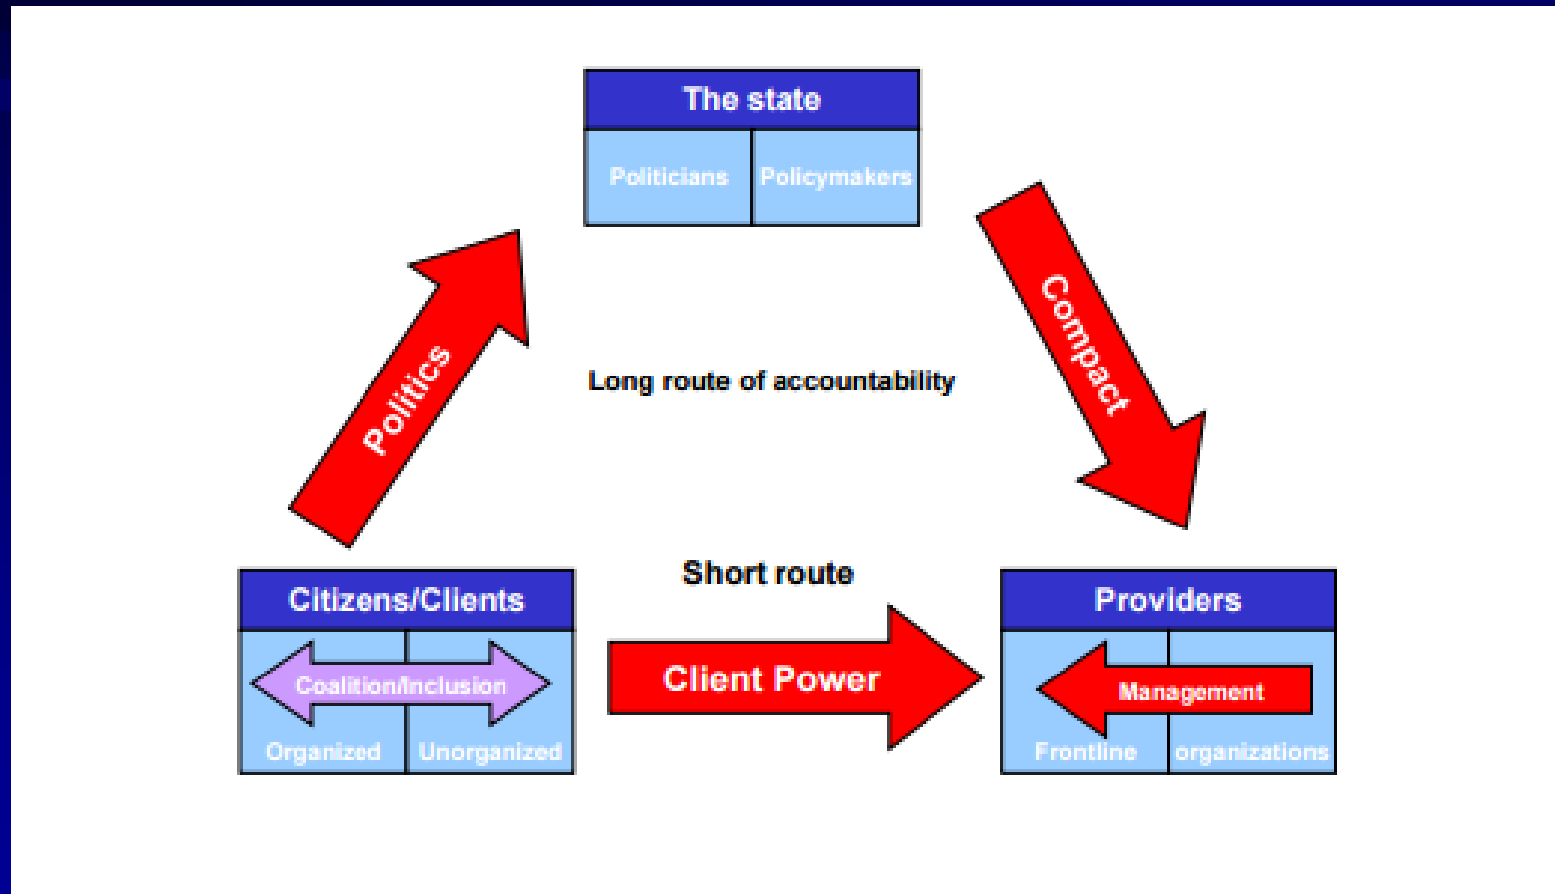 The state
Politicians
Policymakers
Politics
Compact
Long route of accountability
Short route
Citizens/Clients
Coalition/Inclusion
Organized
Unorganized
Client Power
Providers
Management
Frontline
organizations